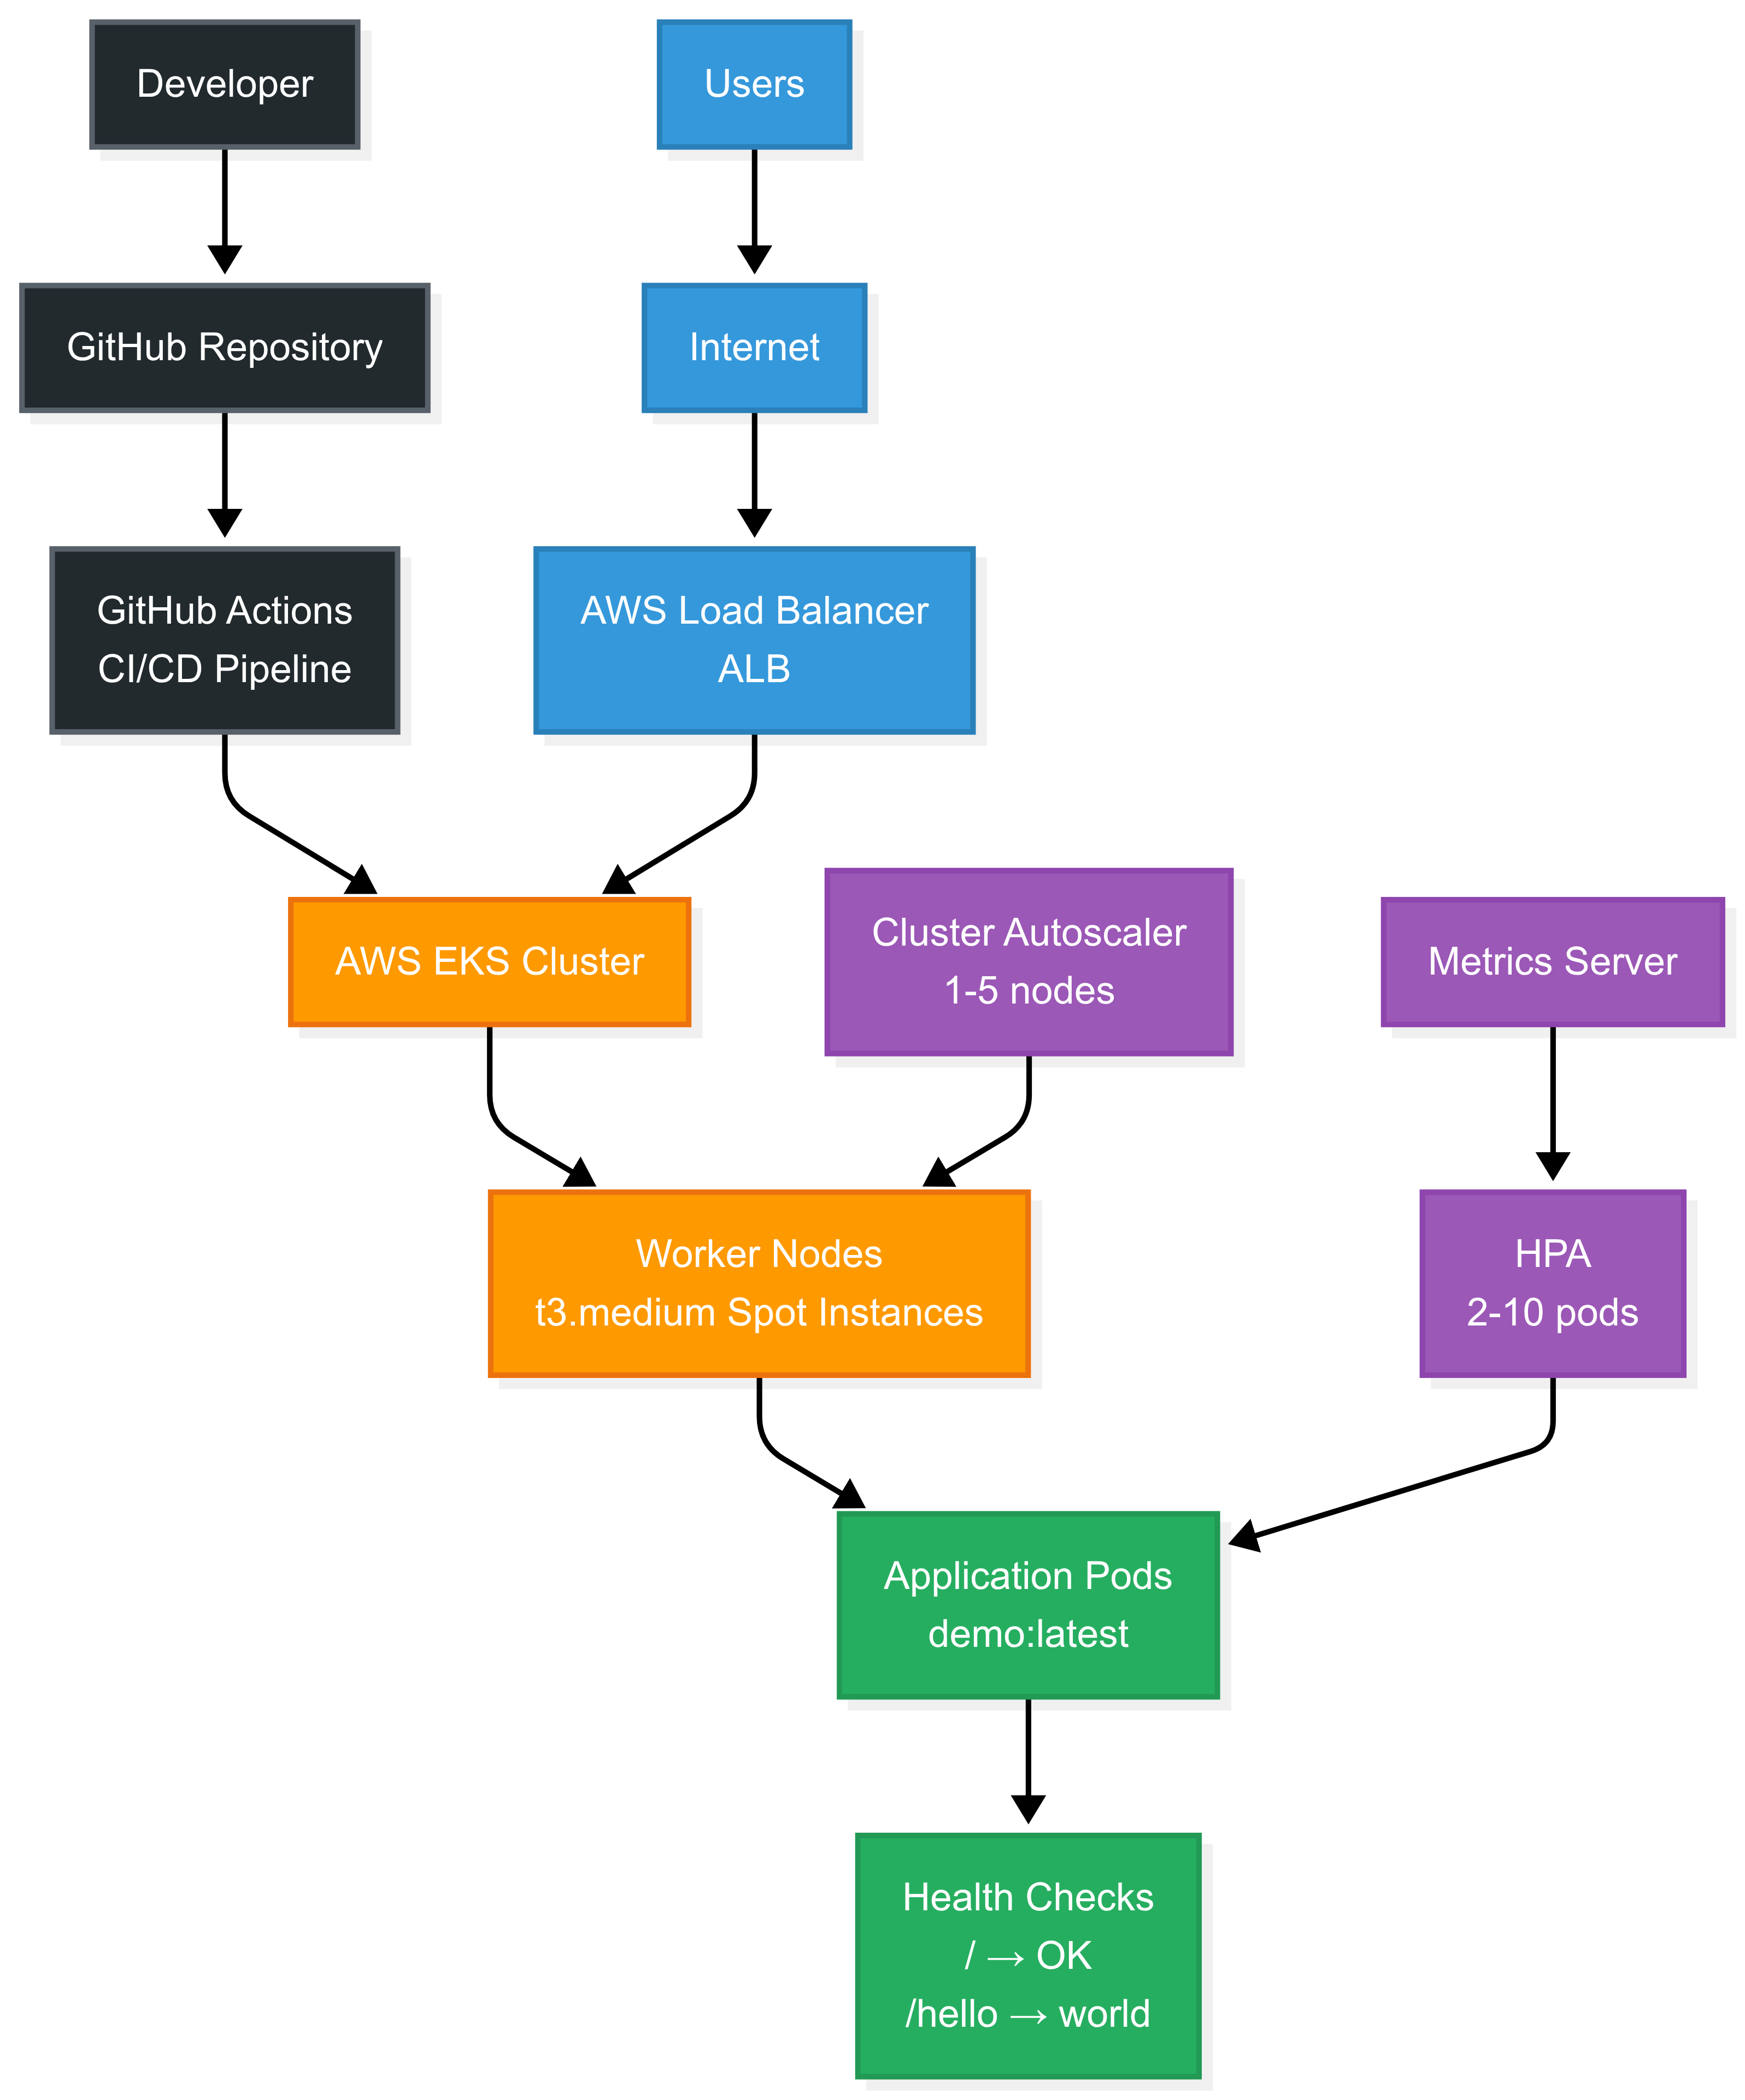 Developer
Users
GitHub Repository
Internet
GitHub Actions
CI/CD Pipeline
AWS Load Balancer
ALB
AWS EKS Cluster
Cluster Autoscaler
1-5 nodes
Metrics Server
Worker Nodes
t3.medium Spot Instances
HPA
2-10 pods
Application Pods
demo:latest
Health Checks
/ → OK
/hello → world